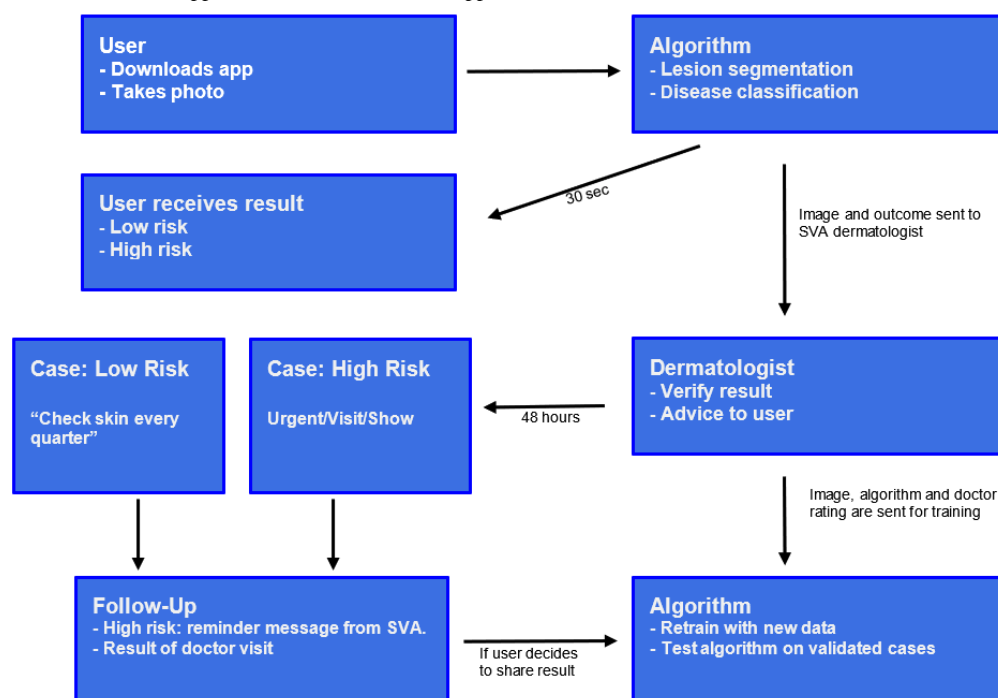 User
- Downloads app
- Takes photo
Algorithm
- Lesion segmentation
- Disease classification
30 sec
User receives result
- Low risk
- High risk
Image and outcome sent to
SVA dermatologist
Case: Low Risk
“Check skin every
quarter”
Case: High Risk
Urgent/Visit/Show
48 hours
Dermatologist
- Verify result
- Advice to user
Image, algorithm and doctor
rating are sent for training
Follow-Up
- High risk: reminder message from SVA.
- Result of doctor visit
If user decides
to share result
Algorithm
- Retrain with new data
- Test algorithm on validated cases